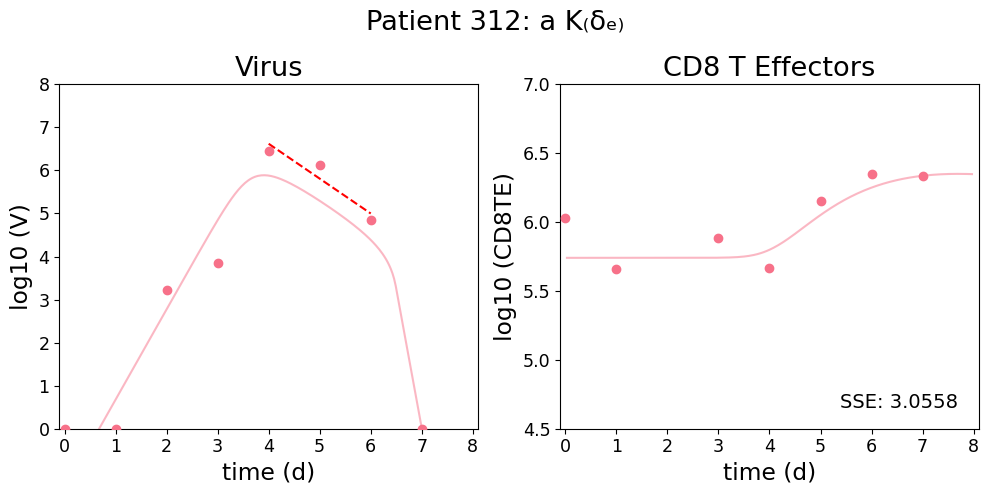 Patient 312: a K₍δₑ₎
Virus
CD8 T Effectors
log10 (V)
8
7
6
5
4
3
2
1
0
0 1 2 3 4 5 6 7 8
time (d)
log10 (CD8TE)
7.0
6.5
6.0
5.5
5.0
4.5
SSE: 3.0558
0 1 2 3 4 5 6 7 8
time (d)